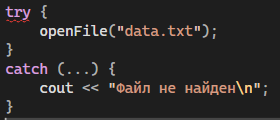 try {
    openFile("data.txt");
}
catch (...) {
    cout << "Файл не найден\n";
}